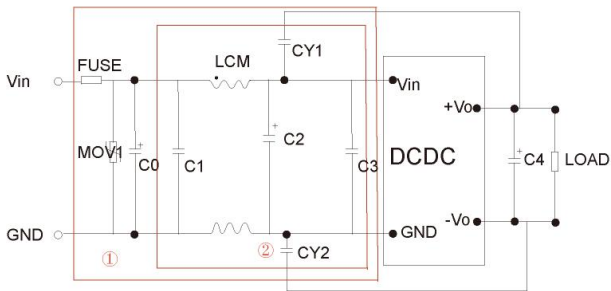 CY1
FUSE
LCM
Vin
Vin
+Vo
MOV1
C0
C1
C2
C3
DCDC
C4
LOAD
-Vo
GND
GND
①
②
CY2